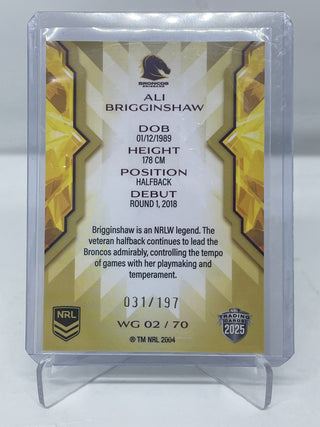 BRONCOS
BRISBANE
ALI
BRIGGINSHAW
DOB
01/12/1989
HEIGHT
178 CM
POSITION
HALFBACK
DEBUT
ROUND 1, 2018
Brigginshaw is an NRLW legend. The
veteran halfback continues to lead the
Broncos admirably, controlling the tempo
of games with her playmaking and
temperament.
031/197
NRL
WG 02 / 70
NRL
TRADING
CARDS
2025
® TM NRL 2004